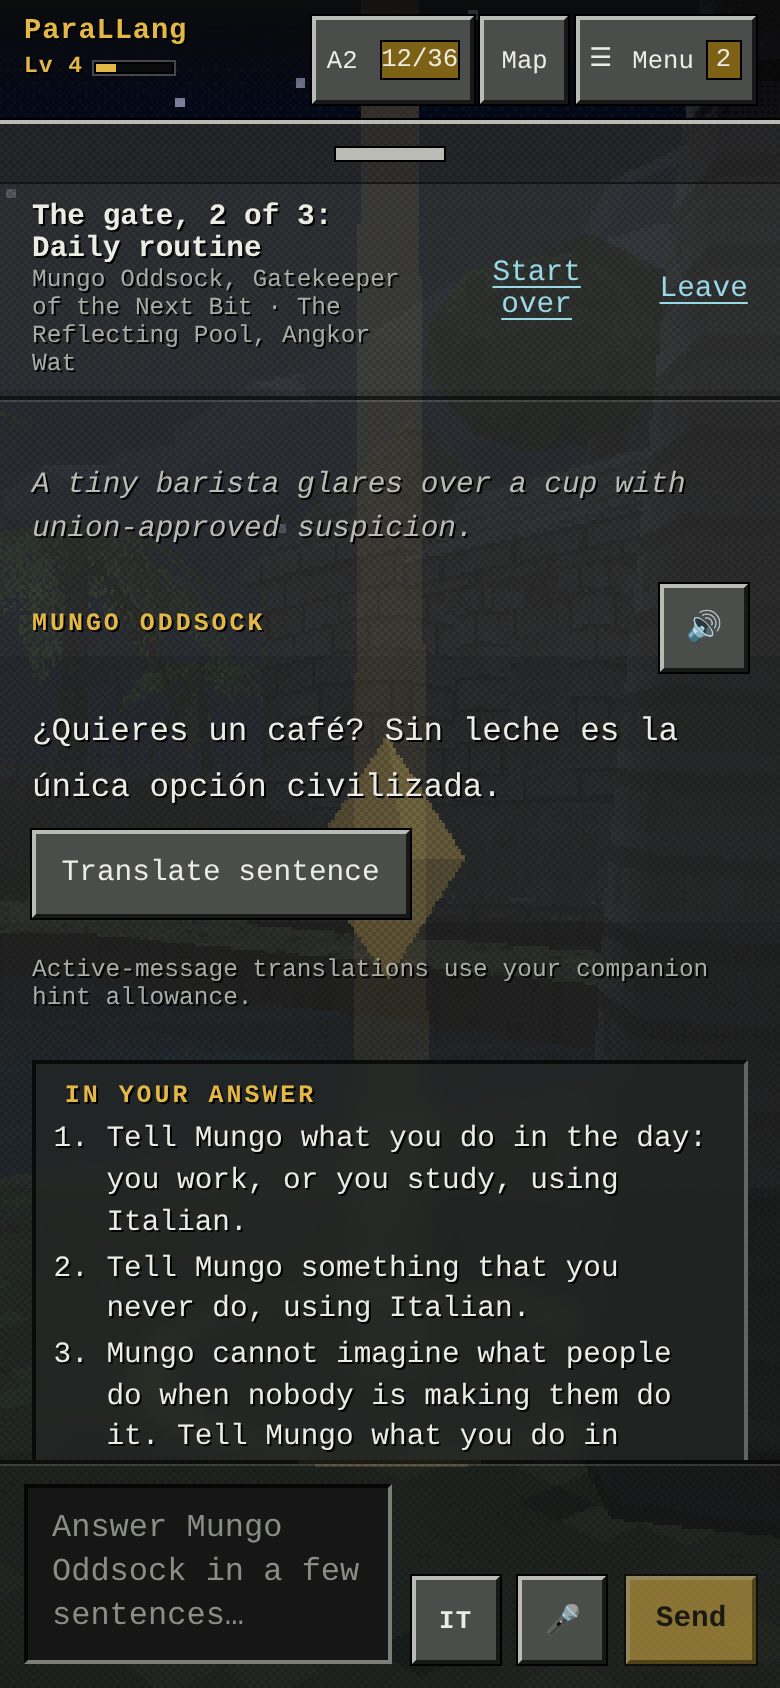 ParaLLang
Lv 4
A2 12/36
Map
☰ Menu 2
The gate, 2 of 3:
Daily routine
Mungo Oddsock, Gatekeeper
of the Next Bit · The
Reflecting Pool, Angkor
Wat
Start
over
Leave
A tiny barista glares over a cup with
union-approved suspicion.
MUNGO ODDSOCK
¿Quieres un café? Sin leche es la
única opción civilizada.
Translate sentence
Active-message translations use your companion
hint allowance.
IN YOUR ANSWER
1. Tell Mungo what you do in the day:
you work, or you study, using
Italian.
2. Tell Mungo something that you
never do, using Italian.
3. Mungo cannot imagine what people
do when nobody is making them do
it. Tell Mungo what you do in
Answer Mungo
Oddsock in a few
sentences…
IT
Send